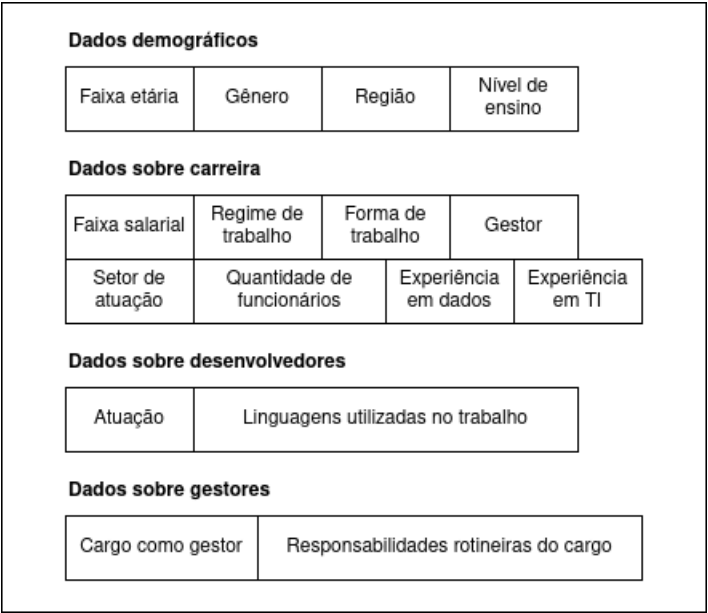 Dados demográficos
Faixa etária
Gênero
Região
Nível de
ensino
Dados sobre carreira
Faixa salarial
Regime de
trabalho
Forma de
trabalho
Gestor
Setor de
atuação
Quantidade de
funcionários
Experiência
em dados
Experiência
em TI
Dados sobre desenvolvedores
Atuação
Linguagens utilizadas no trabalho
Dados sobre gestores
Cargo como gestor
Responsabilidades rotineiras do cargo